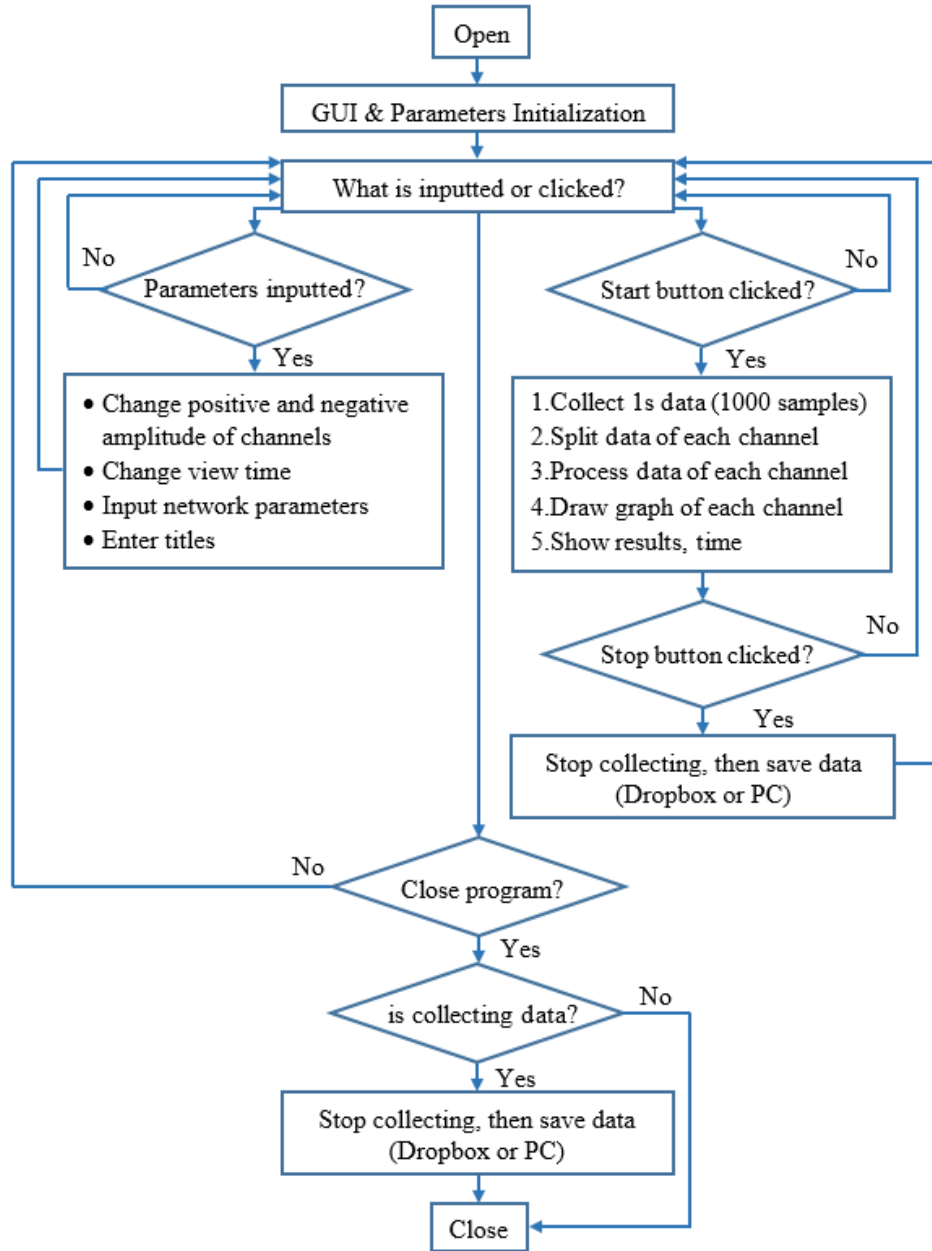 Open
GUI & Parameters Initialization
What is inputted or clicked?
No
Parameters inputted?
Yes
• Change positive and negative
amplitude of channels
• Change view time
• Input network parameters
• Enter titles
No
Start button clicked?
Yes
1.Collect 1s data (1000 samples)
2.Split data of each channel
3.Process data of each channel
4.Draw graph of each channel
5.Show results, time
No
Stop button clicked?
Yes
Stop collecting, then save data
(Dropbox or PC)
No
Close program?
Yes
No
is collecting data?
Yes
Stop collecting, then save data
(Dropbox or PC)
Close